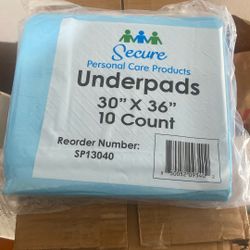 Secure
Personal Care Products
Underpads
30" X 36"
10 Count
Reorder Number:
SP13040